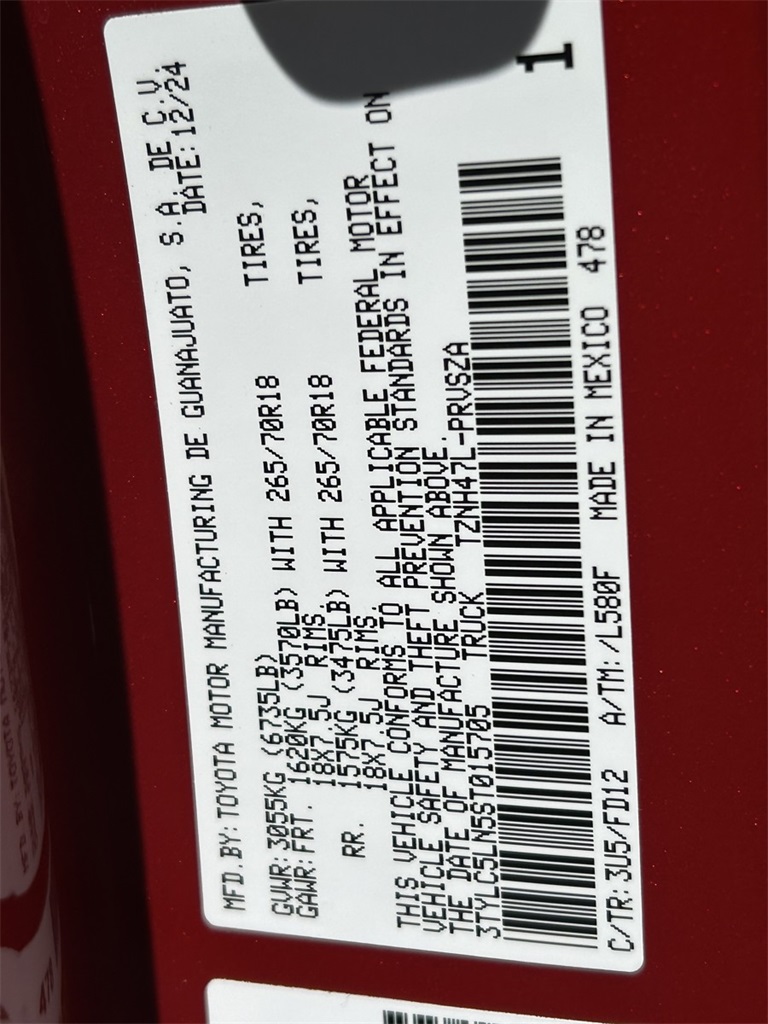 MFD.BY:TOYOTA MOTOR MANUFACTURING DE GUANAJUATO, S.A. DE C.V.
DATE:12/24
GVWR:3055KG (6735LB)
GAWR:FRT. 1620KG (3570LB) WITH 265/70R18 TIRES,
18X7.5J RIMS.
RR. 1575KG (3475LB) WITH 265/70R18 TIRES,
18X7.5J RIMS.
THIS VEHICLE CONFORMS TO ALL APPLICABLE FEDERAL MOTOR
VEHICLE SAFETY AND THEFT PREVENTION STANDARDS IN EFFECT ON
THE DATE OF MANUFACTURE SHOWN ABOVE.
3TYLC5LN5ST015705 TRUCK TZNH47L-PRVSZA
1
C/TR:3U5/FD12 A/TM:/L580F MADE IN MEXICO 478
478